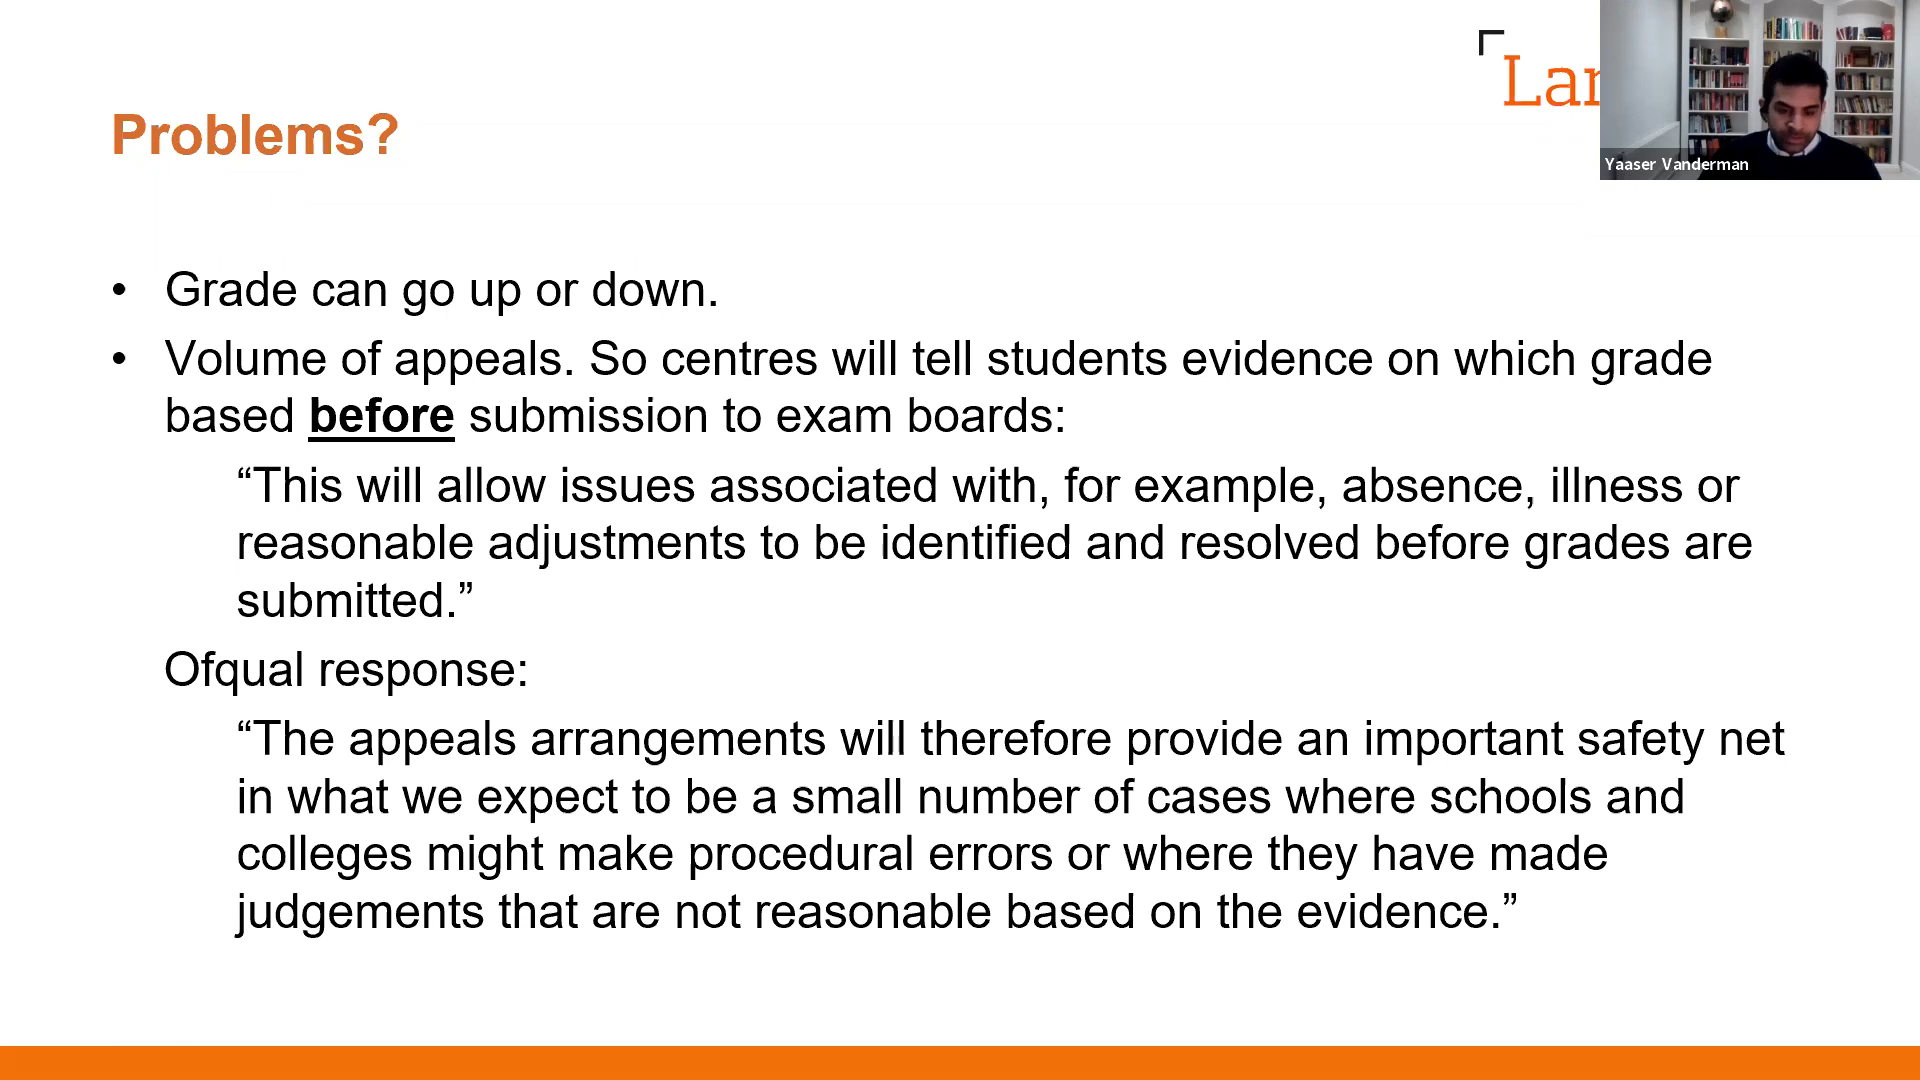 Lan
Yaaser Vanderman
Problems?
• Grade can go up or down.
• Volume of appeals. So centres will tell students evidence on which grade
based before submission to exam boards:
“This will allow issues associated with, for example, absence, illness or
reasonable adjustments to be identified and resolved before grades are
submitted.”
Ofqual response:
“The appeals arrangements will therefore provide an important safety net
in what we expect to be a small number of cases where schools and
colleges might make procedural errors or where they have made
judgements that are not reasonable based on the evidence.”